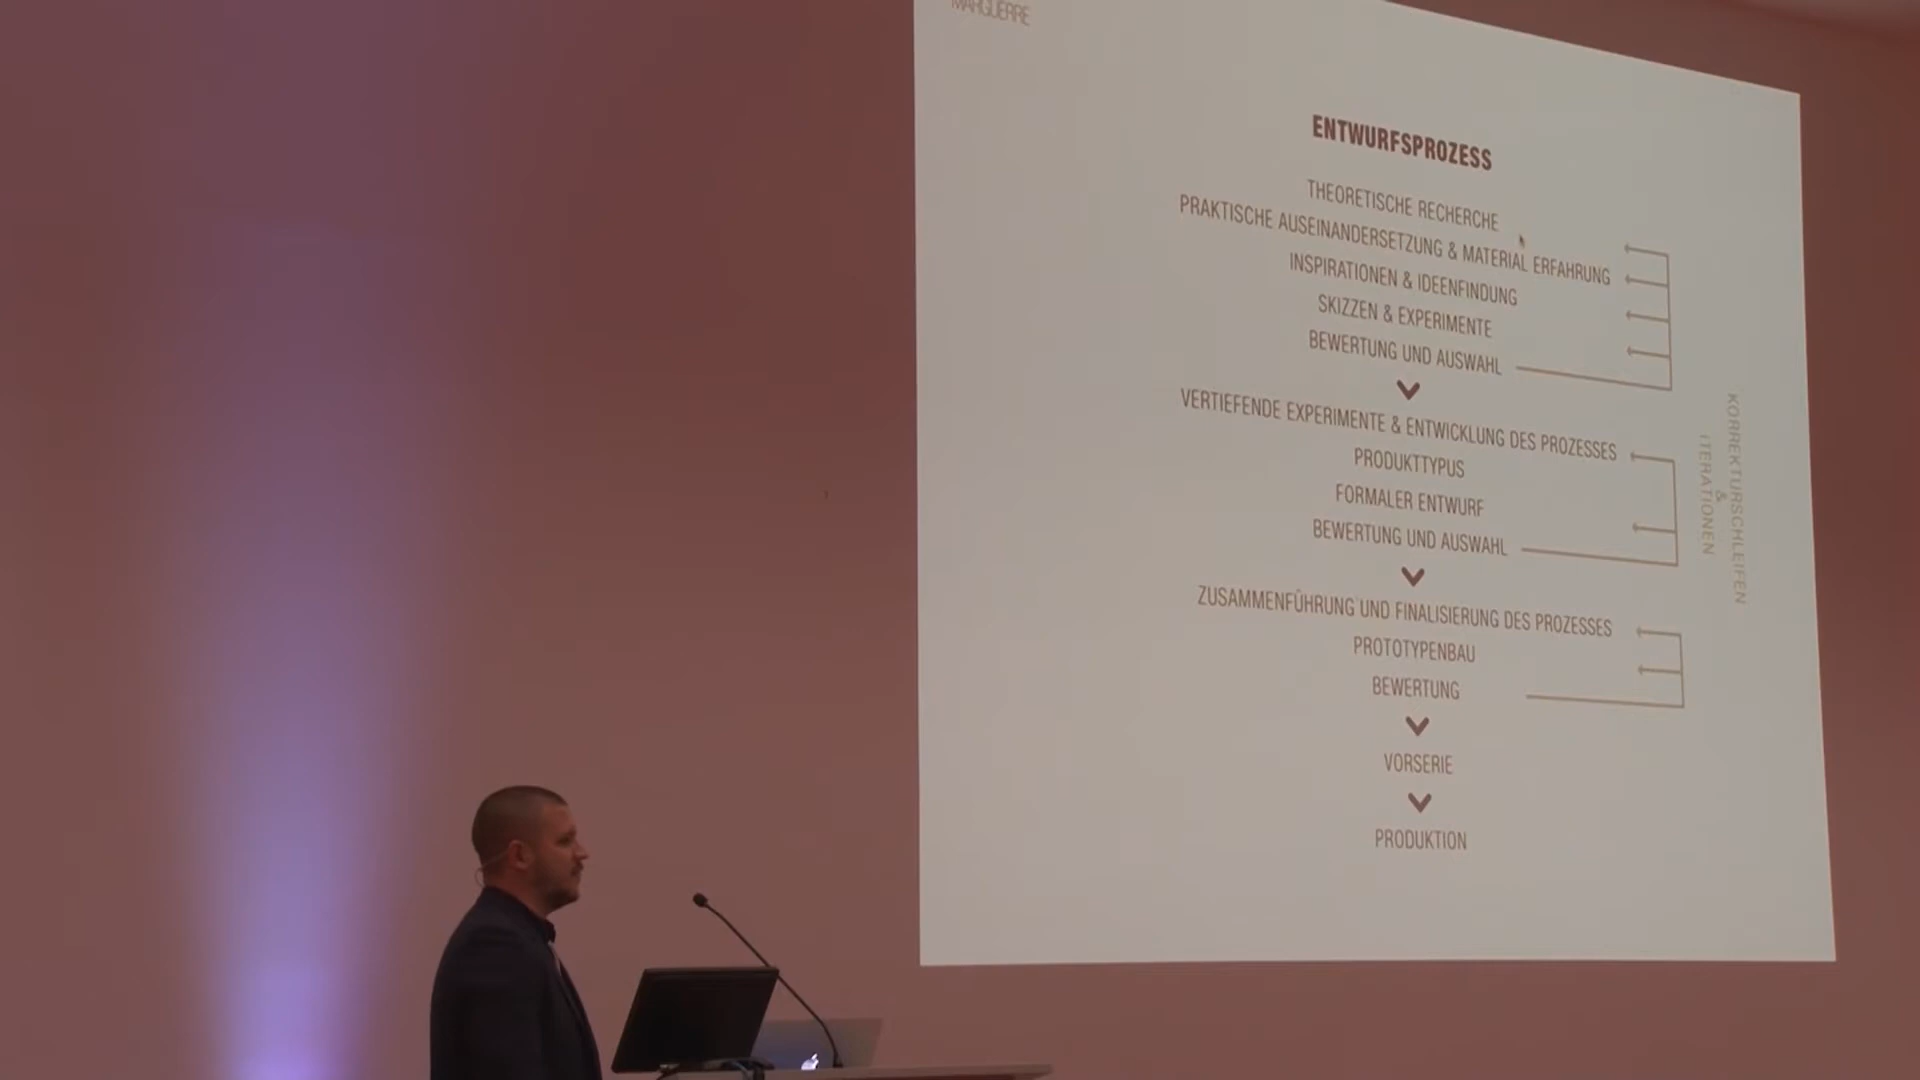 MARGUERRE
ENTWURFSPROZESS
THEORETISCHE RECHERCHE
PRAKTISCHE AUSEINANDERSETZUNG & MATERIAL ERFAHRUNG
INSPIRATIONEN & IDEENFINDUNG
SKIZZEN & EXPERIMENTE
BEWERTUNG UND AUSWAHL
VERTIEFENDE EXPERIMENTE & ENTWICKLUNG DES PROZESSES
PRODUKTTYPUS
FORMALER ENTWURF
BEWERTUNG UND AUSWAHL
ZUSAMMENFÜHRUNG UND FINALISIERUNG DES PROZESSES
PROTOTYPENBAU
BEWERTUNG
VORSERIE
PRODUKTION
KORREKTURSCHLEIFEN
&
ITERATIONEN